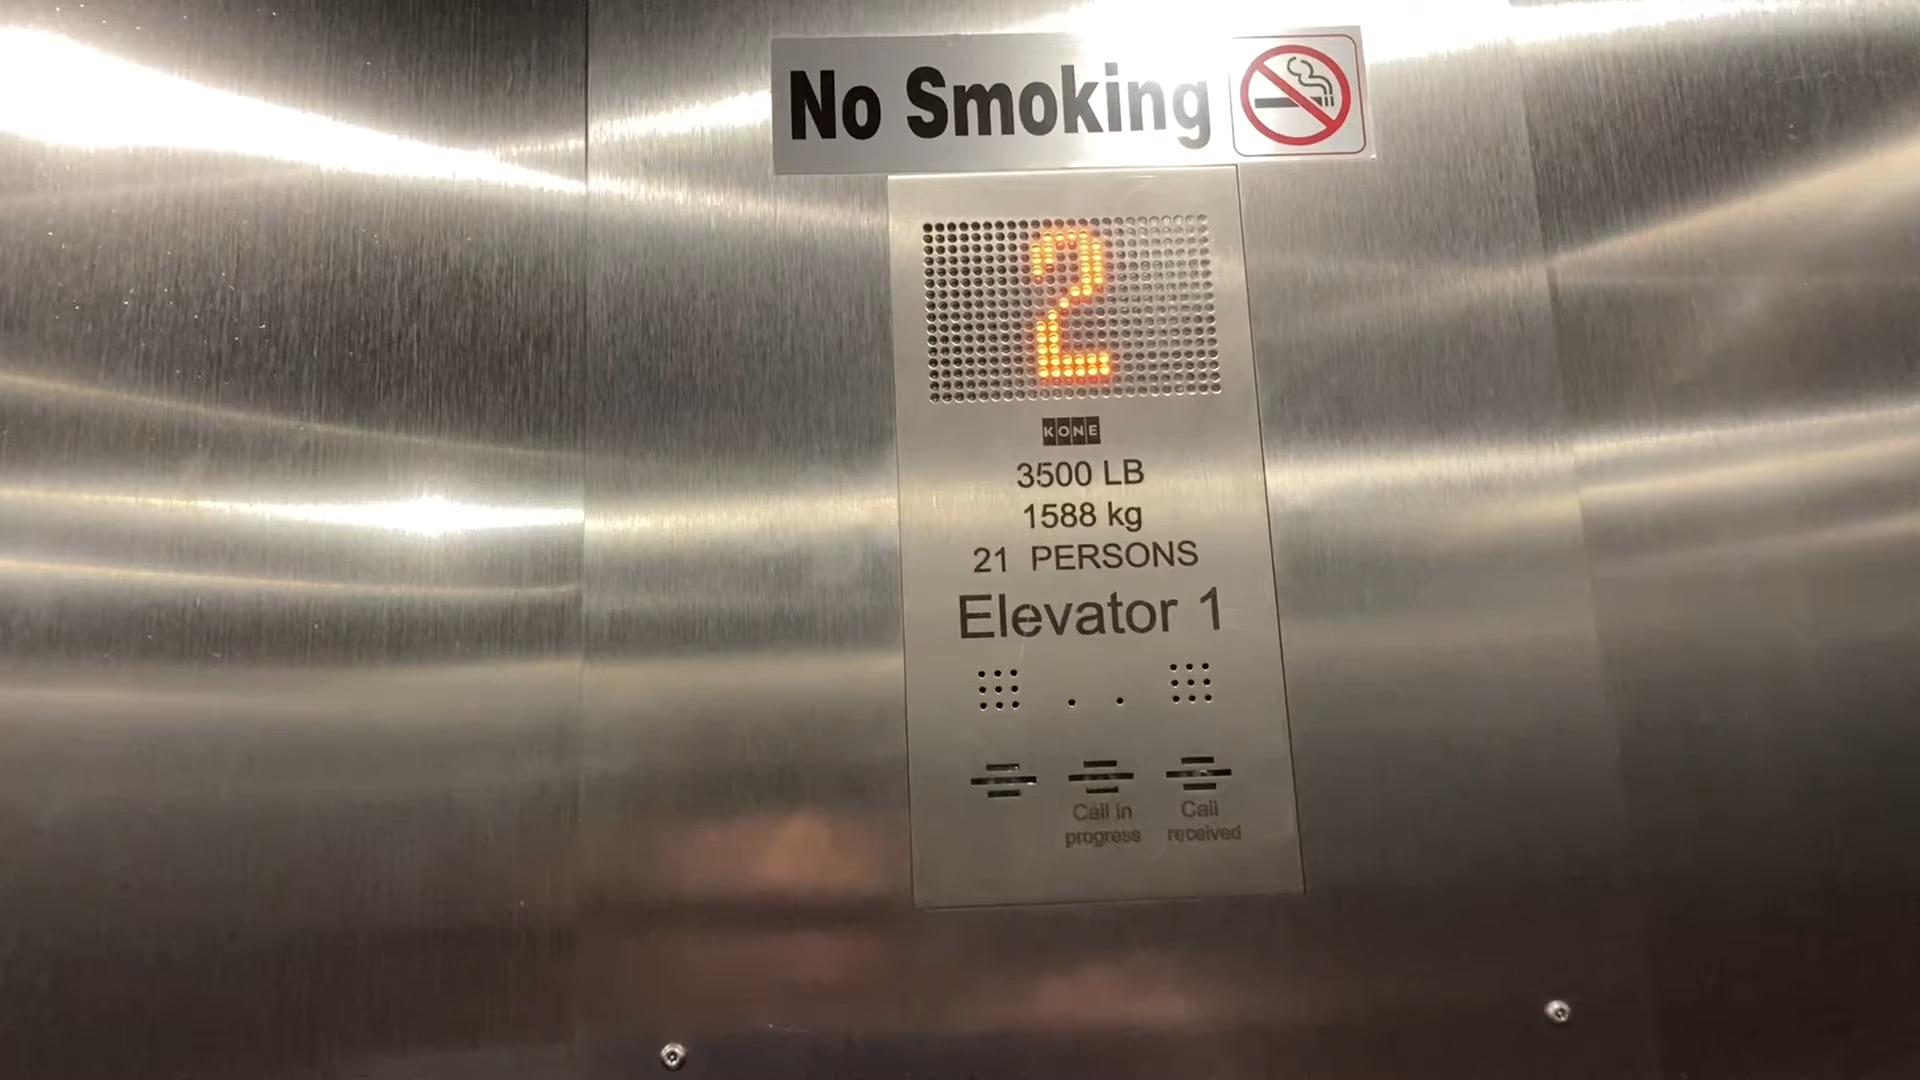 No Smoking
2
KONE
3500 LB
1588 kg
21 PERSONS
Elevator 1
Call in
progress
Call
received